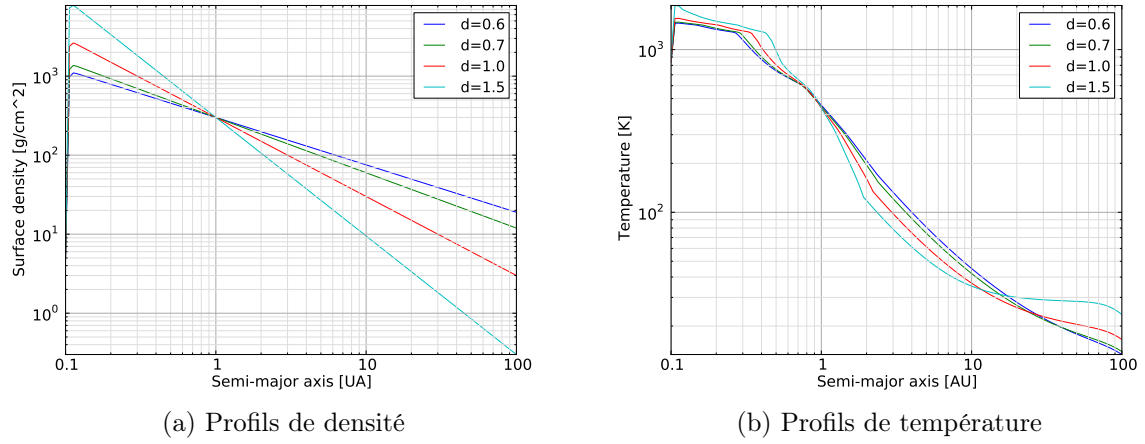 d=0.6
d=0.7
d=1.0
d=1.5
10^3
10^2
10^1
10^0
Surface density [g/cm^2]
0.1 1 10 100
Semi-major axis [UA]
(a) Profils de densité
d=0.6
d=0.7
d=1.0
d=1.5
10^3
10^2
Temperature [K]
0.1 1 10 100
Semi-major axis [AU]
(b) Profils de température